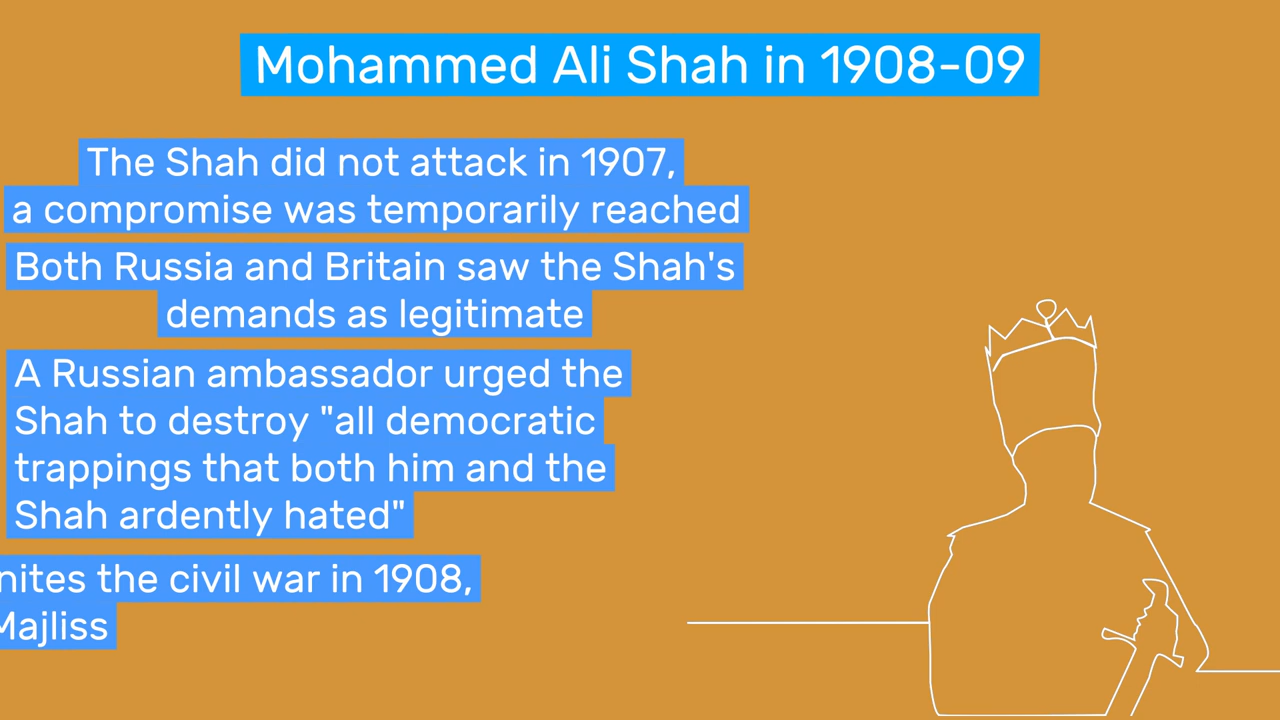 Mohammed Ali Shah in 1908-09
The Shah did not attack in 1907,
a compromise was temporarily reached
Both Russia and Britain saw the Shah's
demands as legitimate
A Russian ambassador urged the
Shah to destroy "all democratic
trappings that both him and the
Shah ardently hated"
nites the civil war in 1908,
Majliss